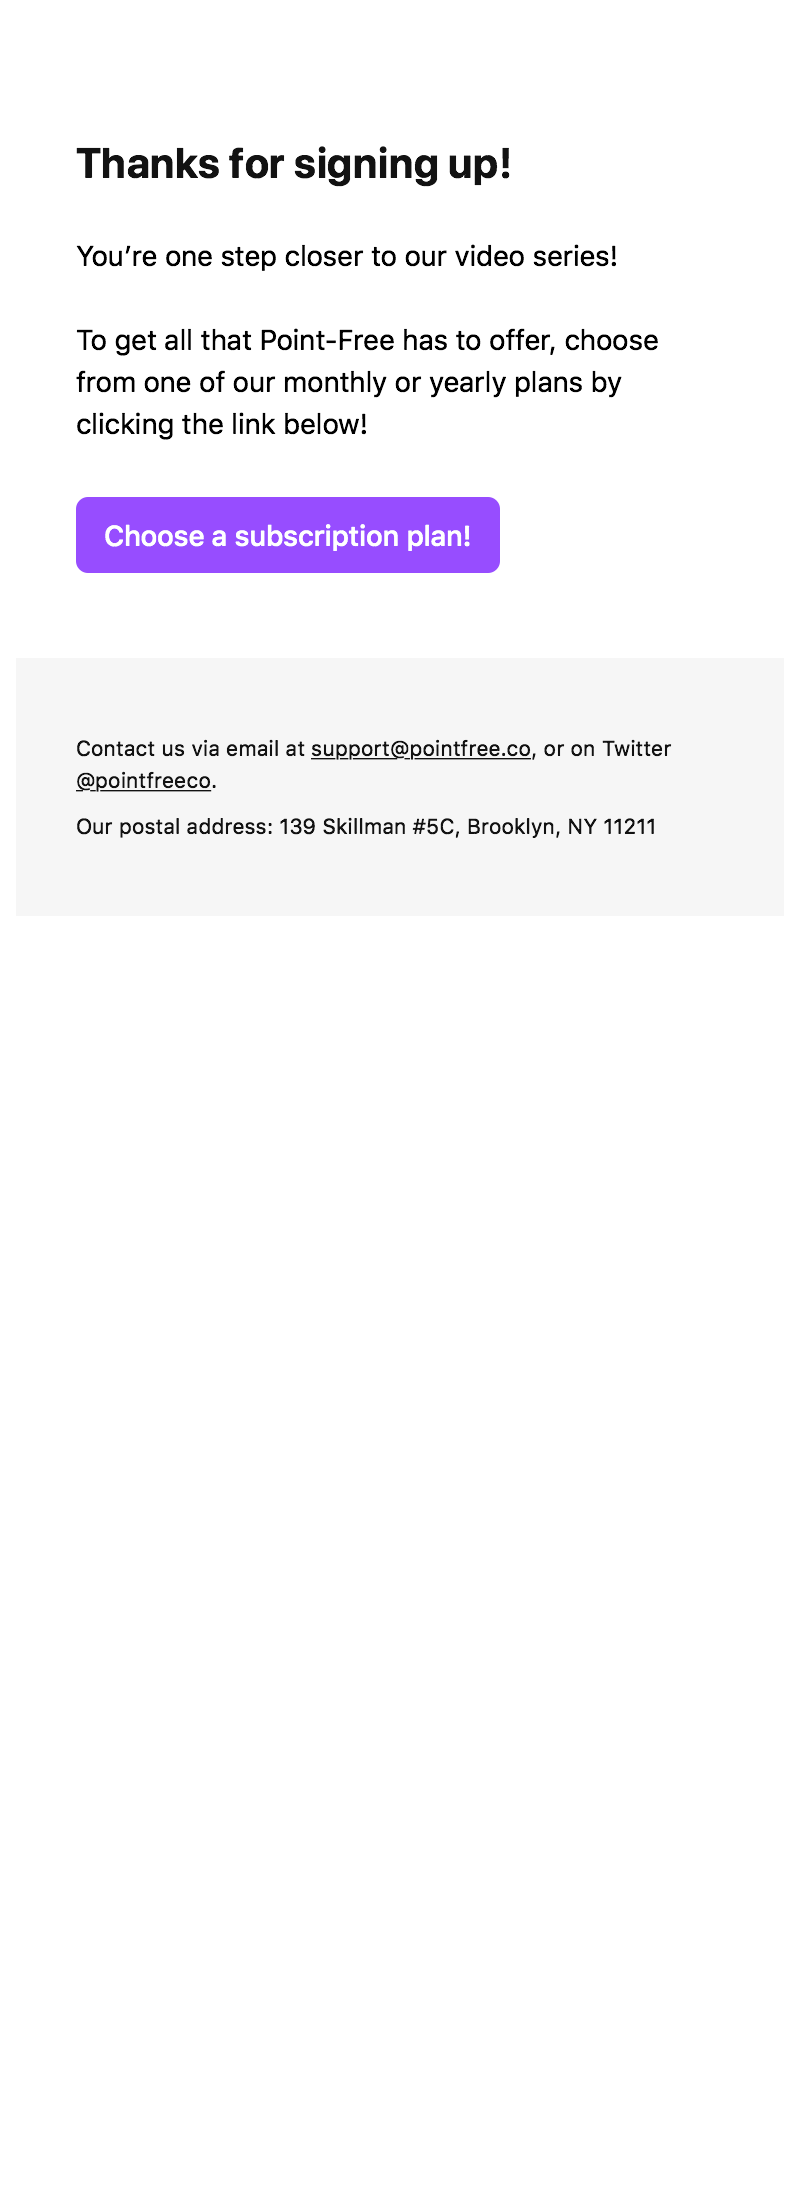 Thanks for signing up!
You’re one step closer to our video series!
To get all that Point-Free has to offer, choose
from one of our monthly or yearly plans by
clicking the link below!
Choose a subscription plan!
Contact us via email at support@pointfree.co, or on Twitter
@pointfreeco.
Our postal address: 139 Skillman #5C, Brooklyn, NY 11211